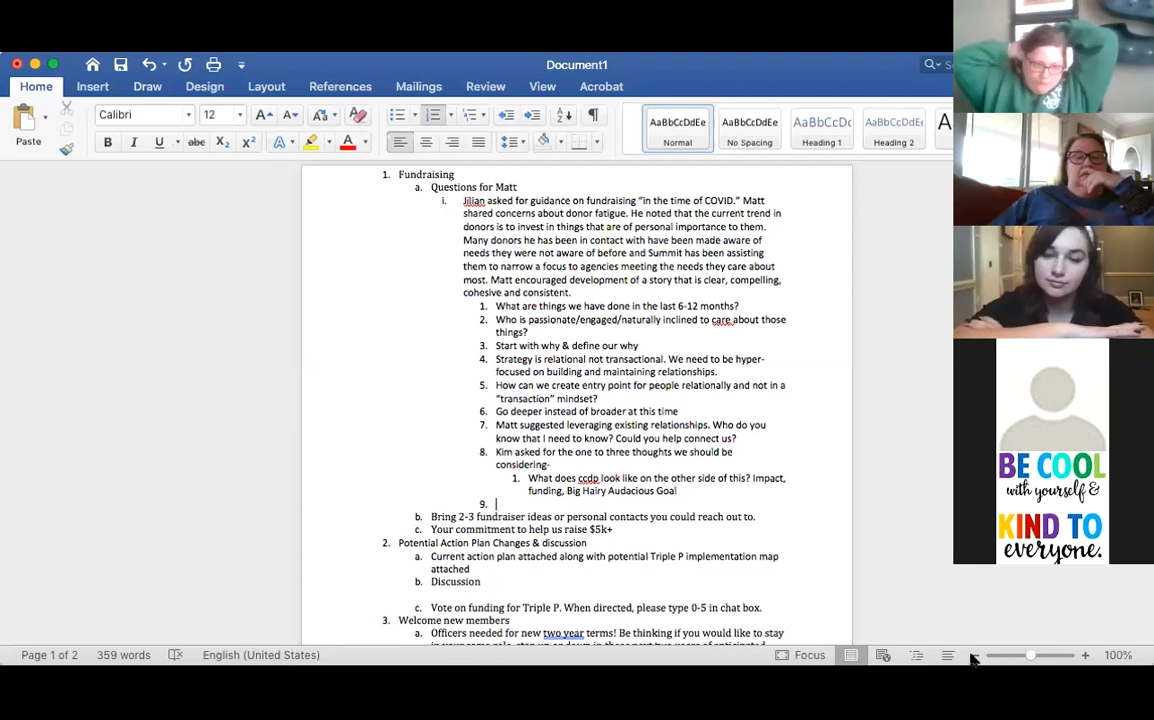 Document1
Home Insert Draw Design Layout References Mailings Review View Acrobat
Calibri 12
Paste
AaBbCcDdEe AaBbCcDdEe AaBbCcDc AaBbCcDdEe
Normal No Spacing Heading 1 Heading 2
1. Fundraising
a. Questions for Matt
i. Jilian asked for guidance on fundraising “in the time of COVID.” Matt
shared concerns about donor fatigue. He noted that the current trend in
donors is to invest in things that are of personal importance to them.
Many donors he has been in contact with have been made aware of
needs they were not aware of before and Summit has been assisting
them to narrow a focus to agencies meeting the needs they care about
most. Matt encouraged development of a story that is clear, compelling,
cohesive and consistent.
1. What are things we have done in the last 6-12 months?
2. Who is passionate/engaged/naturally inclined to care about those
things?
3. Start with why & define our why
4. Strategy is relational not transactional. We need to be hyper-
focused on building and maintaining relationships.
5. How can we create entry point for people relationally and not in a
“transaction” mindset?
6. Go deeper instead of broader at this time
7. Matt suggested leveraging existing relationships. Who do you
know that I need to know? Could you help connect us?
8. Kim asked for the one to three thoughts we should be
considering-
1. What does ccdp look like on the other side of this? Impact,
funding, Big Hairy Audacious Goal
9.
b. Bring 2-3 fundraiser ideas or personal contacts you could reach out to.
c. Your commitment to help us raise $5k+
2. Potential Action Plan Changes & discussion
a. Current action plan attached along with potential Triple P implementation map
attached
b. Discussion
c. Vote on funding for Triple P. When directed, please type 0-5 in chat box.
3. Welcome new members
a. Officers needed for new two year terms! Be thinking if you would like to stay
Page 1 of 2 359 words English (United States) Focus 100%
BE COOL
with yourself &
KIND TO
everyone.